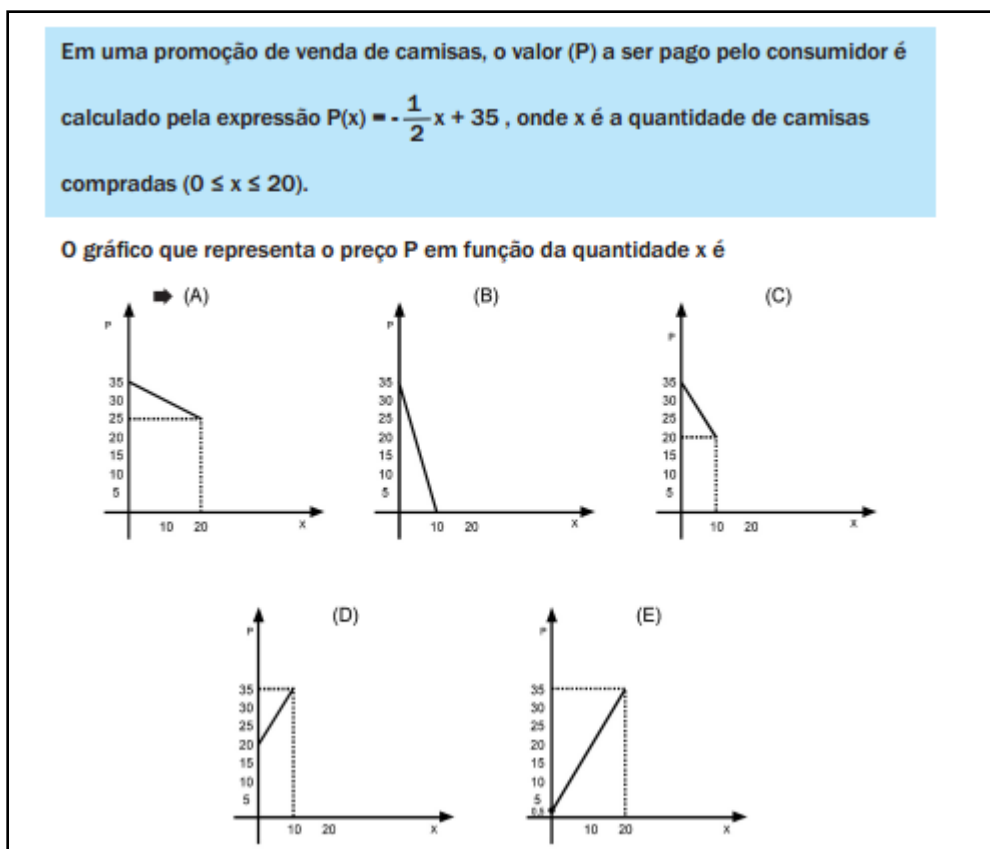 Em uma promoção de venda de camisas, o valor (P) a ser pago pelo consumidor é
calculado pela expressão P(x) = - 1/2 x + 35 , onde x é a quantidade de camisas
compradas (0 ≤ x ≤ 20).
O gráfico que representa o preço P em função da quantidade x é
➡ (A)
P
35
30
25
20
15
10
5
10 20 x
(B)
P
35
30
25
20
15
10
5
10 20 x
(C)
P
35
30
25
20
15
10
5
10 20 x
(D)
P
35
30
25
20
15
10
5
10 20 x
(E)
P
35
30
25
20
15
10
5
0,5
10 20 x